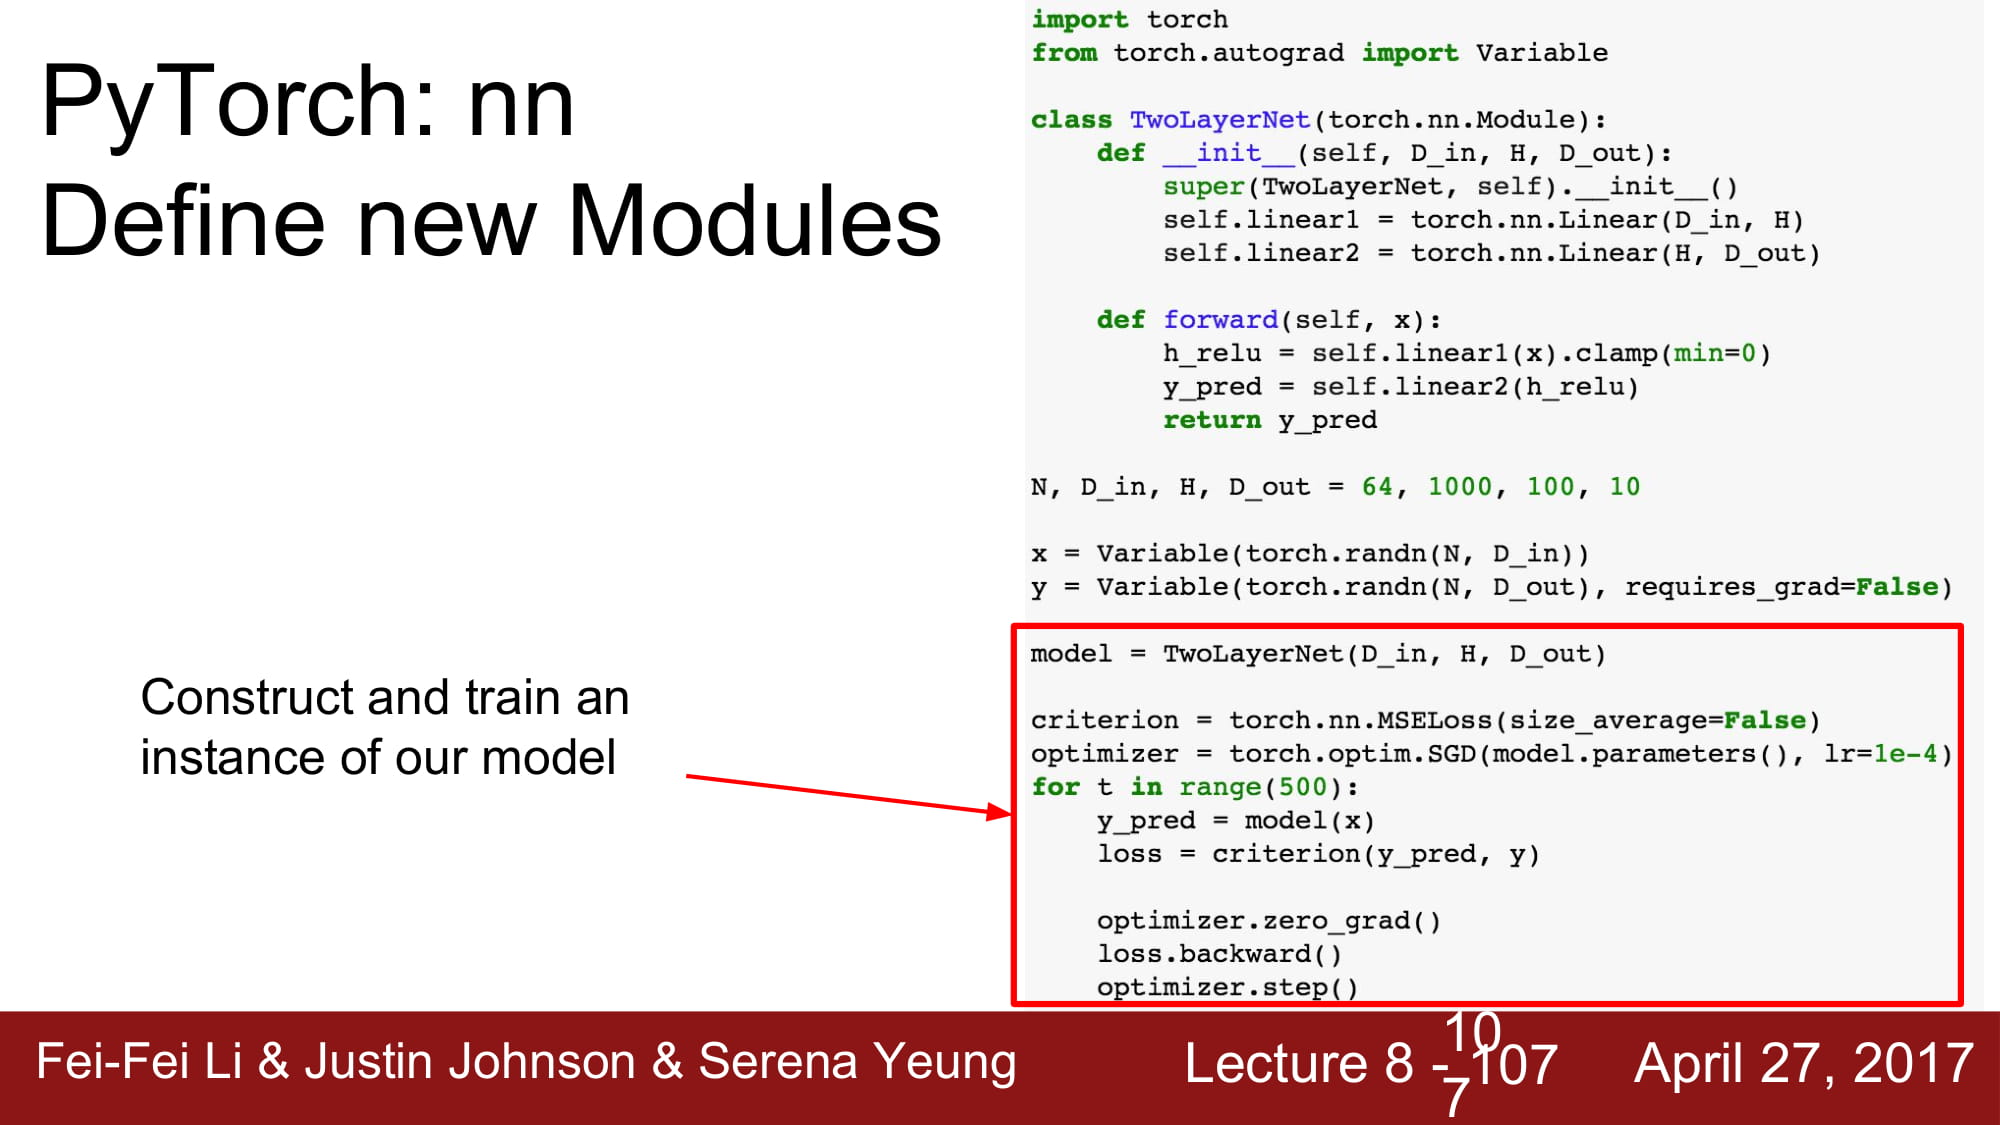 PyTorch: nn
Define new Modules
import torch
from torch.autograd import Variable
class TwoLayerNet(torch.nn.Module):
    def __init__(self, D_in, H, D_out):
        super(TwoLayerNet, self).__init__()
        self.linear1 = torch.nn.Linear(D_in, H)
        self.linear2 = torch.nn.Linear(H, D_out)
    def forward(self, x):
        h_relu = self.linear1(x).clamp(min=0)
        y_pred = self.linear2(h_relu)
        return y_pred
N, D_in, H, D_out = 64, 1000, 100, 10
x = Variable(torch.randn(N, D_in))
y = Variable(torch.randn(N, D_out), requires_grad=False)
Construct and train an
instance of our model
model = TwoLayerNet(D_in, H, D_out)
criterion = torch.nn.MSELoss(size_average=False)
optimizer = torch.optim.SGD(model.parameters(), lr=1e-4)
for t in range(500):
    y_pred = model(x)
    loss = criterion(y_pred, y)
    optimizer.zero_grad()
    loss.backward()
    optimizer.step()
Fei-Fei Li & Justin Johnson & Serena Yeung
Lecture 8 - 107
10
7
April 27, 2017